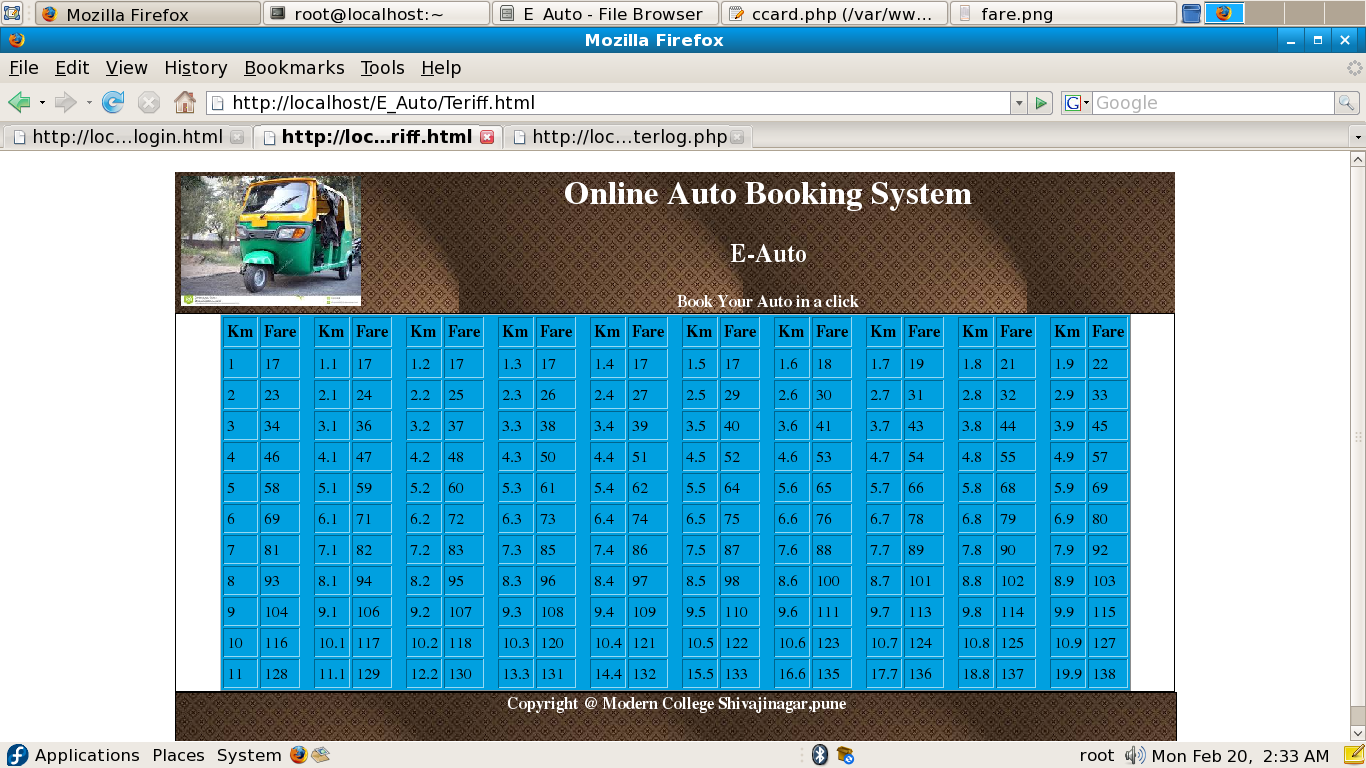 Mozilla Firefox root@localhost:~ E_Auto - File Browser ccard.php (/var/ww... fare.png
Mozilla Firefox
File Edit View History Bookmarks Tools Help
http://localhost/E_Auto/Teriff.html Google
http://loc...login.html http://loc...riff.html http://loc...terlog.php
Online Auto Booking System
E-Auto
Book Your Auto in a click
Km Fare Km Fare Km Fare Km Fare Km Fare Km Fare Km Fare Km Fare Km Fare Km Fare
1 17 1.1 17 1.2 17 1.3 17 1.4 17 1.5 17 1.6 18 1.7 19 1.8 21 1.9 22
2 23 2.1 24 2.2 25 2.3 26 2.4 27 2.5 29 2.6 30 2.7 31 2.8 32 2.9 33
3 34 3.1 36 3.2 37 3.3 38 3.4 39 3.5 40 3.6 41 3.7 43 3.8 44 3.9 45
4 46 4.1 47 4.2 48 4.3 50 4.4 51 4.5 52 4.6 53 4.7 54 4.8 55 4.9 57
5 58 5.1 59 5.2 60 5.3 61 5.4 62 5.5 64 5.6 65 5.7 66 5.8 68 5.9 69
6 69 6.1 71 6.2 72 6.3 73 6.4 74 6.5 75 6.6 76 6.7 78 6.8 79 6.9 80
7 81 7.1 82 7.2 83 7.3 85 7.4 86 7.5 87 7.6 88 7.7 89 7.8 90 7.9 92
8 93 8.1 94 8.2 95 8.3 96 8.4 97 8.5 98 8.6 100 8.7 101 8.8 102 8.9 103
9 104 9.1 106 9.2 107 9.3 108 9.4 109 9.5 110 9.6 111 9.7 113 9.8 114 9.9 115
10 116 10.1 117 10.2 118 10.3 120 10.4 121 10.5 122 10.6 123 10.7 124 10.8 125 10.9 127
11 128 11.1 129 12.2 130 13.3 131 14.4 132 15.5 133 16.6 135 17.7 136 18.8 137 19.9 138
Copyright @ Modern College Shivajinagar,pune
Applications Places System root Mon Feb 20, 2:33 AM